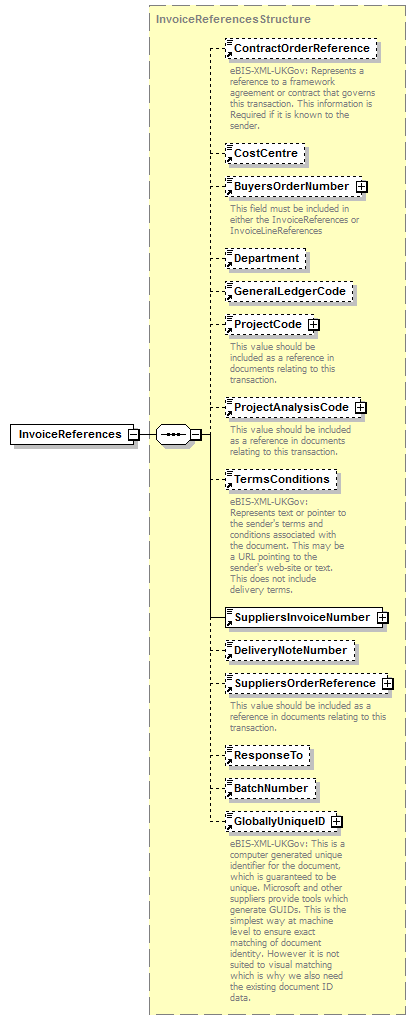 InvoiceReferencesStructure
ContractOrderReference
eBIS-XML-UKGov: Represents a
reference to a framework
agreement or contract that governs
this transaction. This information is
Required if it is known to the
sender.
CostCentre
BuyersOrderNumber
This field must be included in
either the InvoiceReferences or
InvoiceLineReferences
Department
GeneralLedgerCode
ProjectCode
This value should be
included as a reference in
documents relating to this
transaction.
ProjectAnalysisCode
This value should be included
as a reference in documents
relating to this transaction.
InvoiceReferences
TermsConditions
eBIS-XML-UKGov:
Represents text or pointer to
the sender's terms and
conditions associated with
the document. This may be
a URL pointing to the
sender's web-site or text.
This does not include
delivery terms.
SuppliersInvoiceNumber
DeliveryNoteNumber
SuppliersOrderReference
This value should be included as a
reference in documents relating to this
transaction.
ResponseTo
BatchNumber
GloballyUniqueID
eBIS-XML-UKGov: This is a
computer generated unique
identifier for the document,
which is guaranteed to be
unique. Microsoft and other
suppliers provide tools which
generate GUIDs. This is the
simplest way at machine
level to ensure exact
matching of document
identity. However it is not
suited to visual matching
which is why we also need
the existing document ID
data.